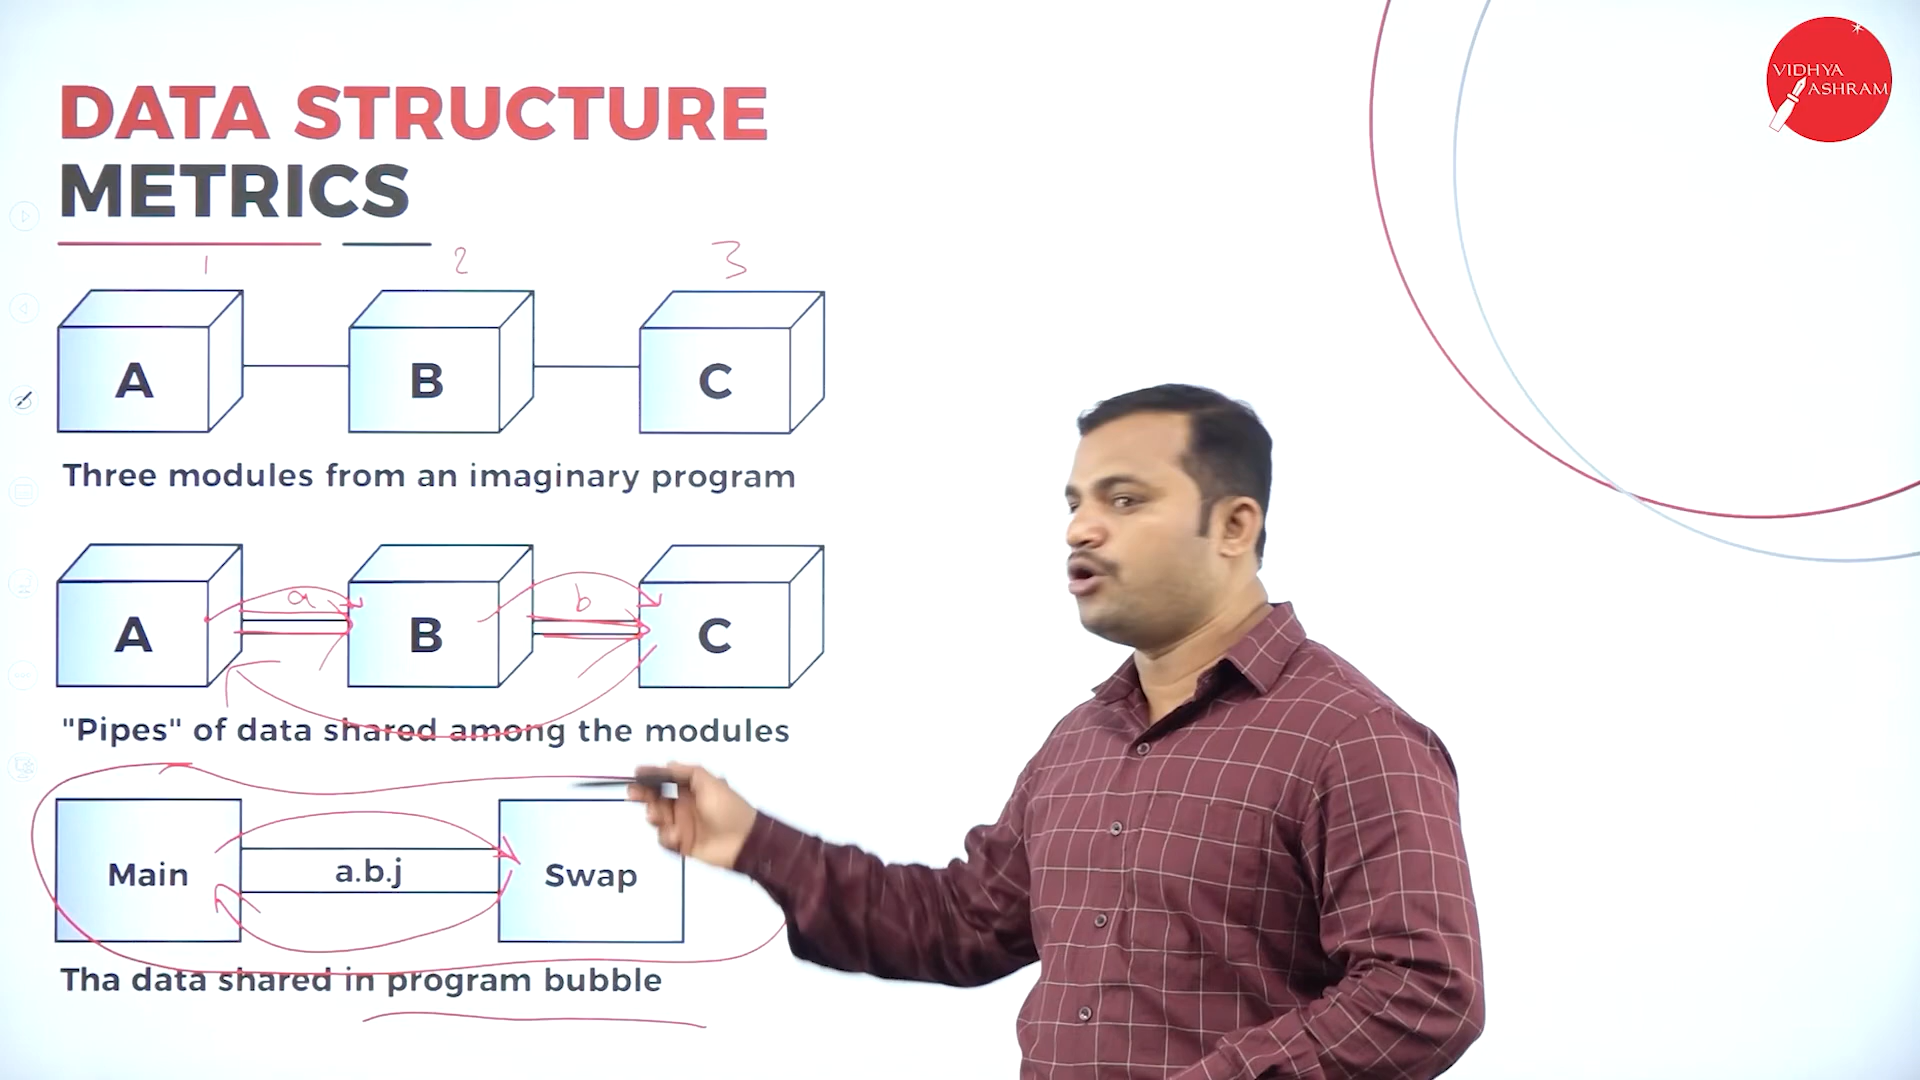 VIDHYA
ASHRAM
DATA STRUCTURE
METRICS
1 2 3
A B C
Three modules from an imaginary program
a b
A B C
"Pipes" of data shared among the modules
Main a.b.j Swap
Tha data shared in program bubble